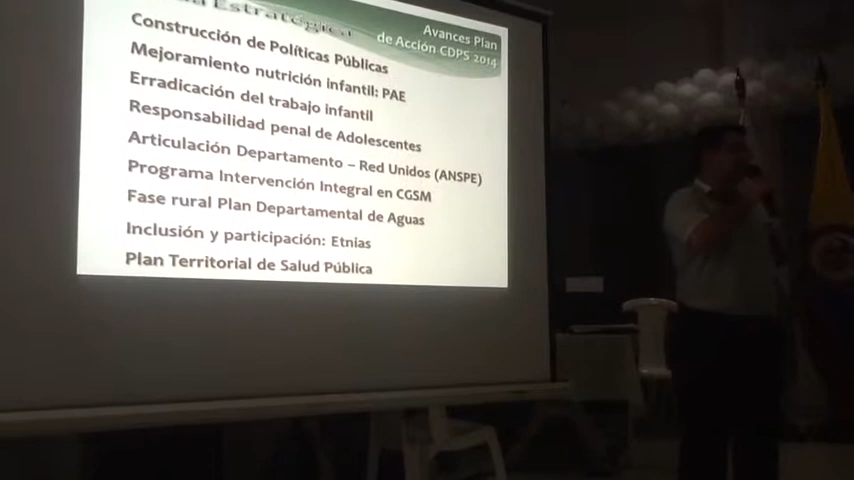 Estratégica
Avances Plan
de Acción CDPS 2014
Construcción de Políticas Públicas
Mejoramiento nutrición infantil: PAE
Erradicación del trabajo infantil
Responsabilidad penal de Adolescentes
Articulación Departamento – Red Unidos (ANSPE)
Programa Intervención Integral en CGSM
Fase rural Plan Departamental de Aguas
Inclusión y participación: Etnias
Plan Territorial de Salud Pública